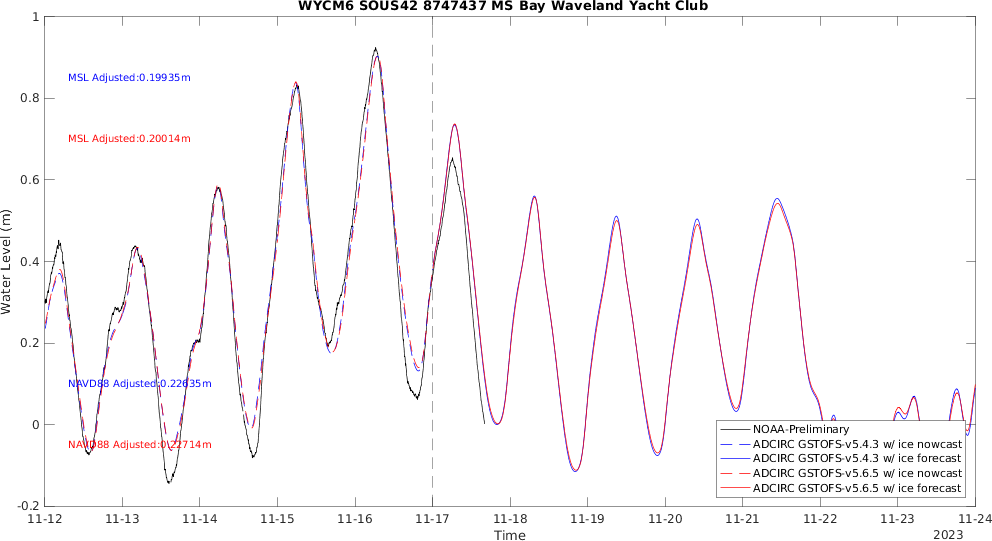 WYCM6 SOUS42 8747437 MS Bay Waveland Yacht Club
1
0.8
0.6
0.4
0.2
0
-0.2
Water Level (m)
MSL Adjusted:0.19935m
MSL Adjusted:0.20014m
NAVD88 Adjusted:0.22635m
NAVD88 Adjusted:0.22714m
NOAA-Preliminary
ADCIRC GSTOFS-v5.4.3 w/ ice nowcast
ADCIRC GSTOFS-v5.4.3 w/ ice forecast
ADCIRC GSTOFS-v5.6.5 w/ ice nowcast
ADCIRC GSTOFS-v5.6.5 w/ ice forecast
11-12 11-13 11-14 11-15 11-16 11-17 11-18 11-19 11-20 11-21 11-22 11-23 11-24
Time
2023